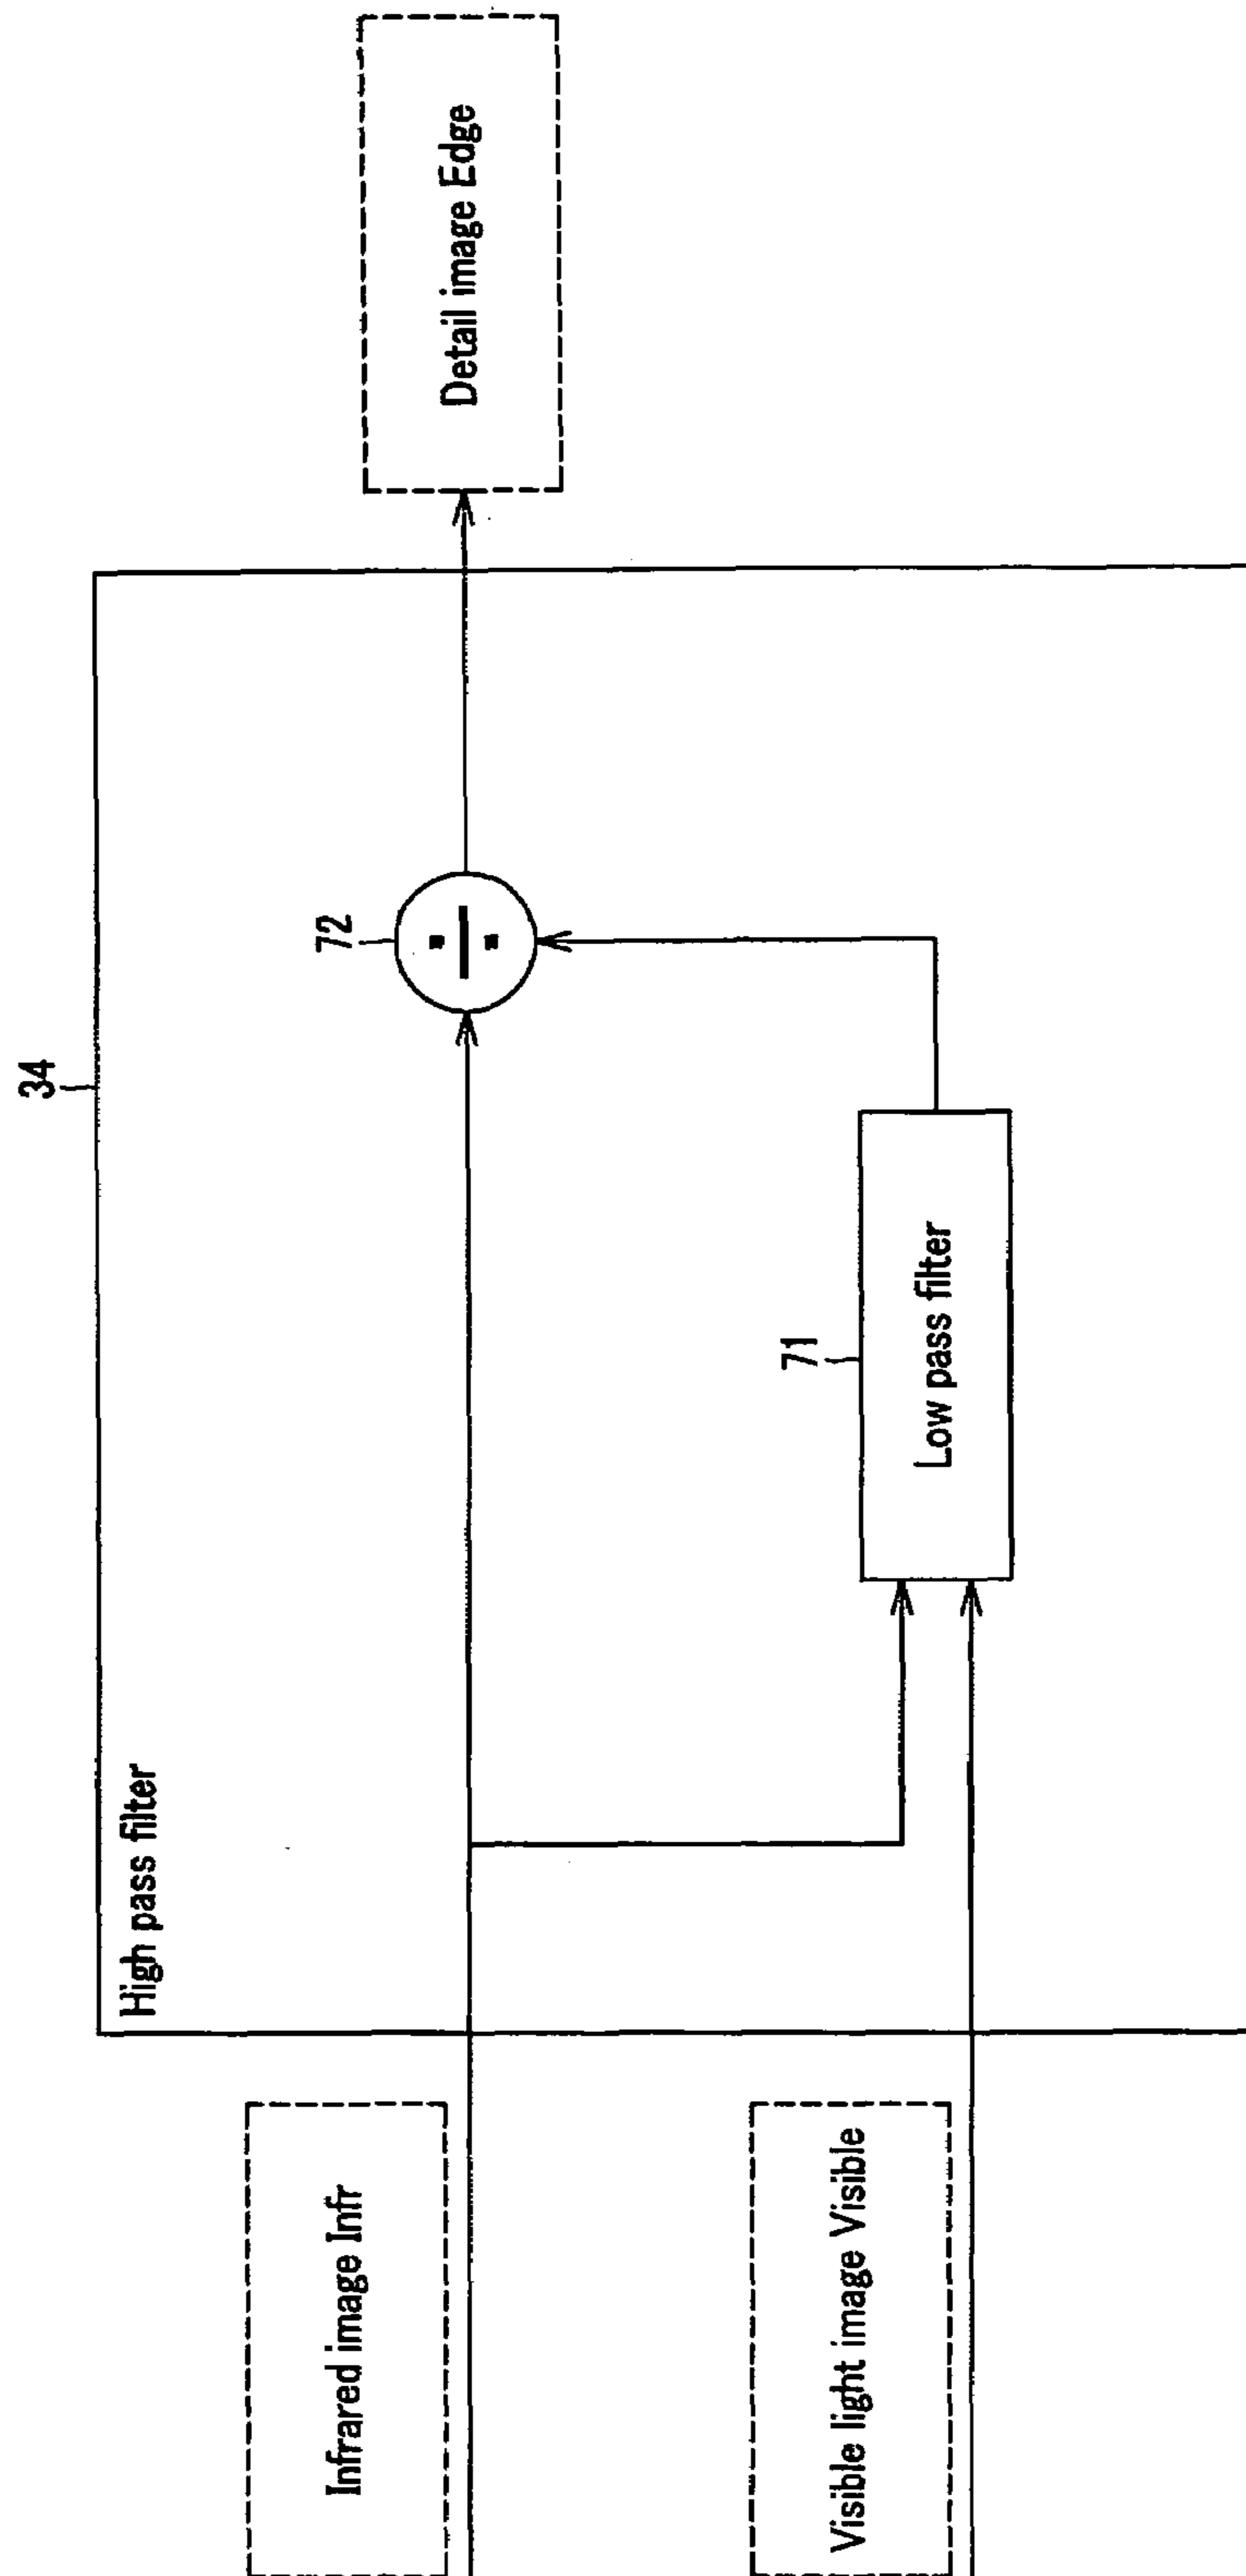 34
High pass filter
Infrared image Infr
72
÷
Detail image Edge
71
Low pass filter
Visible light image Visible